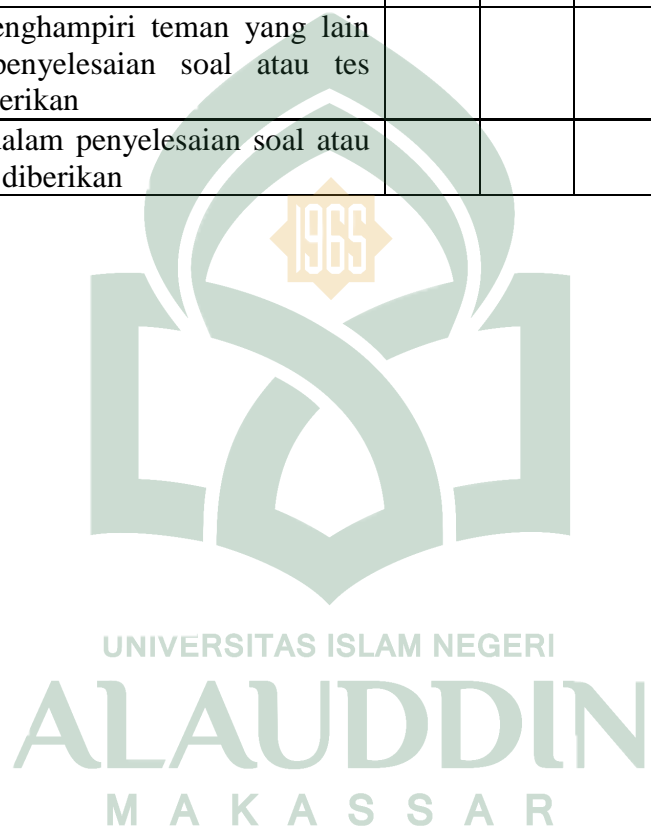 enghampiri teman yang lain
penyelesaian soal atau tes
erikan
alam penyelesaian soal atau
diberikan
1965
UNIVERSITAS ISLAM NEGERI
ALAUDDIN
MAKASSAR